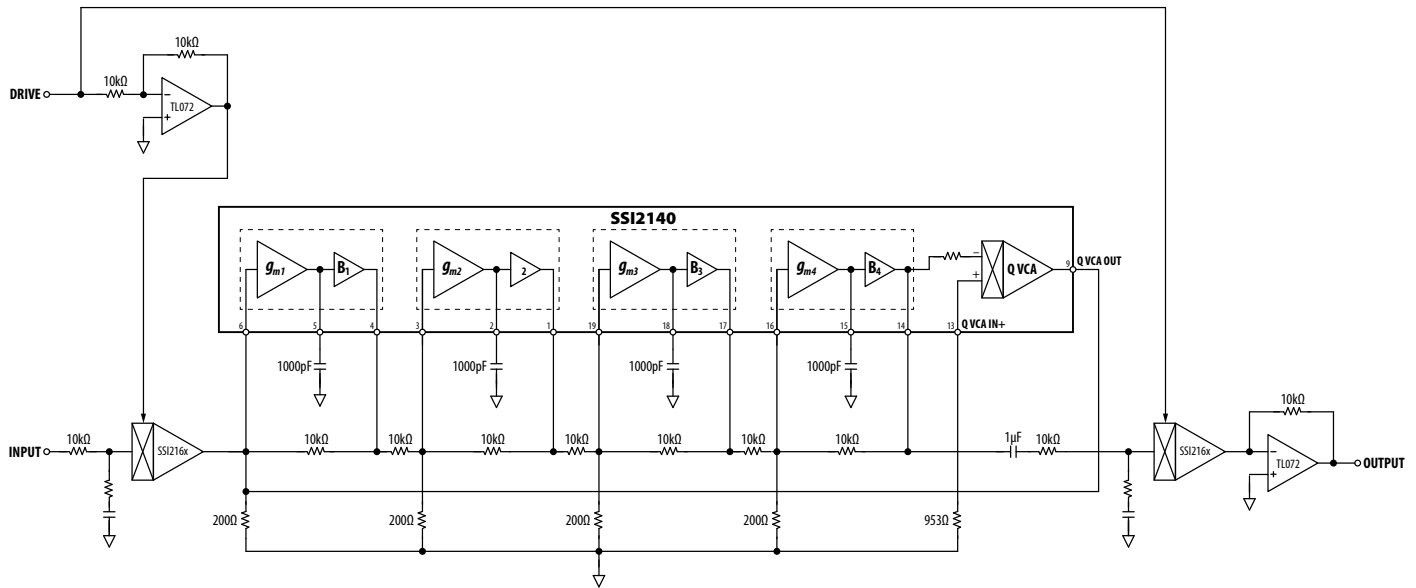 10kΩ
10kΩ
DRIVE
−
TL072
+
SSI2140
gm1
B1
gm2
2
gm3
B3
gm4
B4
−
+
Q VCA
9
Q VCA OUT
6
5
4
3
2
1
19
18
17
16
15
14
13
Q VCA IN+
1000pF
1000pF
1000pF
1000pF
INPUT
10kΩ
SSI216x
10kΩ
10kΩ
10kΩ
10kΩ
10kΩ
10kΩ
10kΩ
1µF
10kΩ
SSI216x
10kΩ
−
TL072
+
OUTPUT
200Ω
200Ω
200Ω
200Ω
953Ω